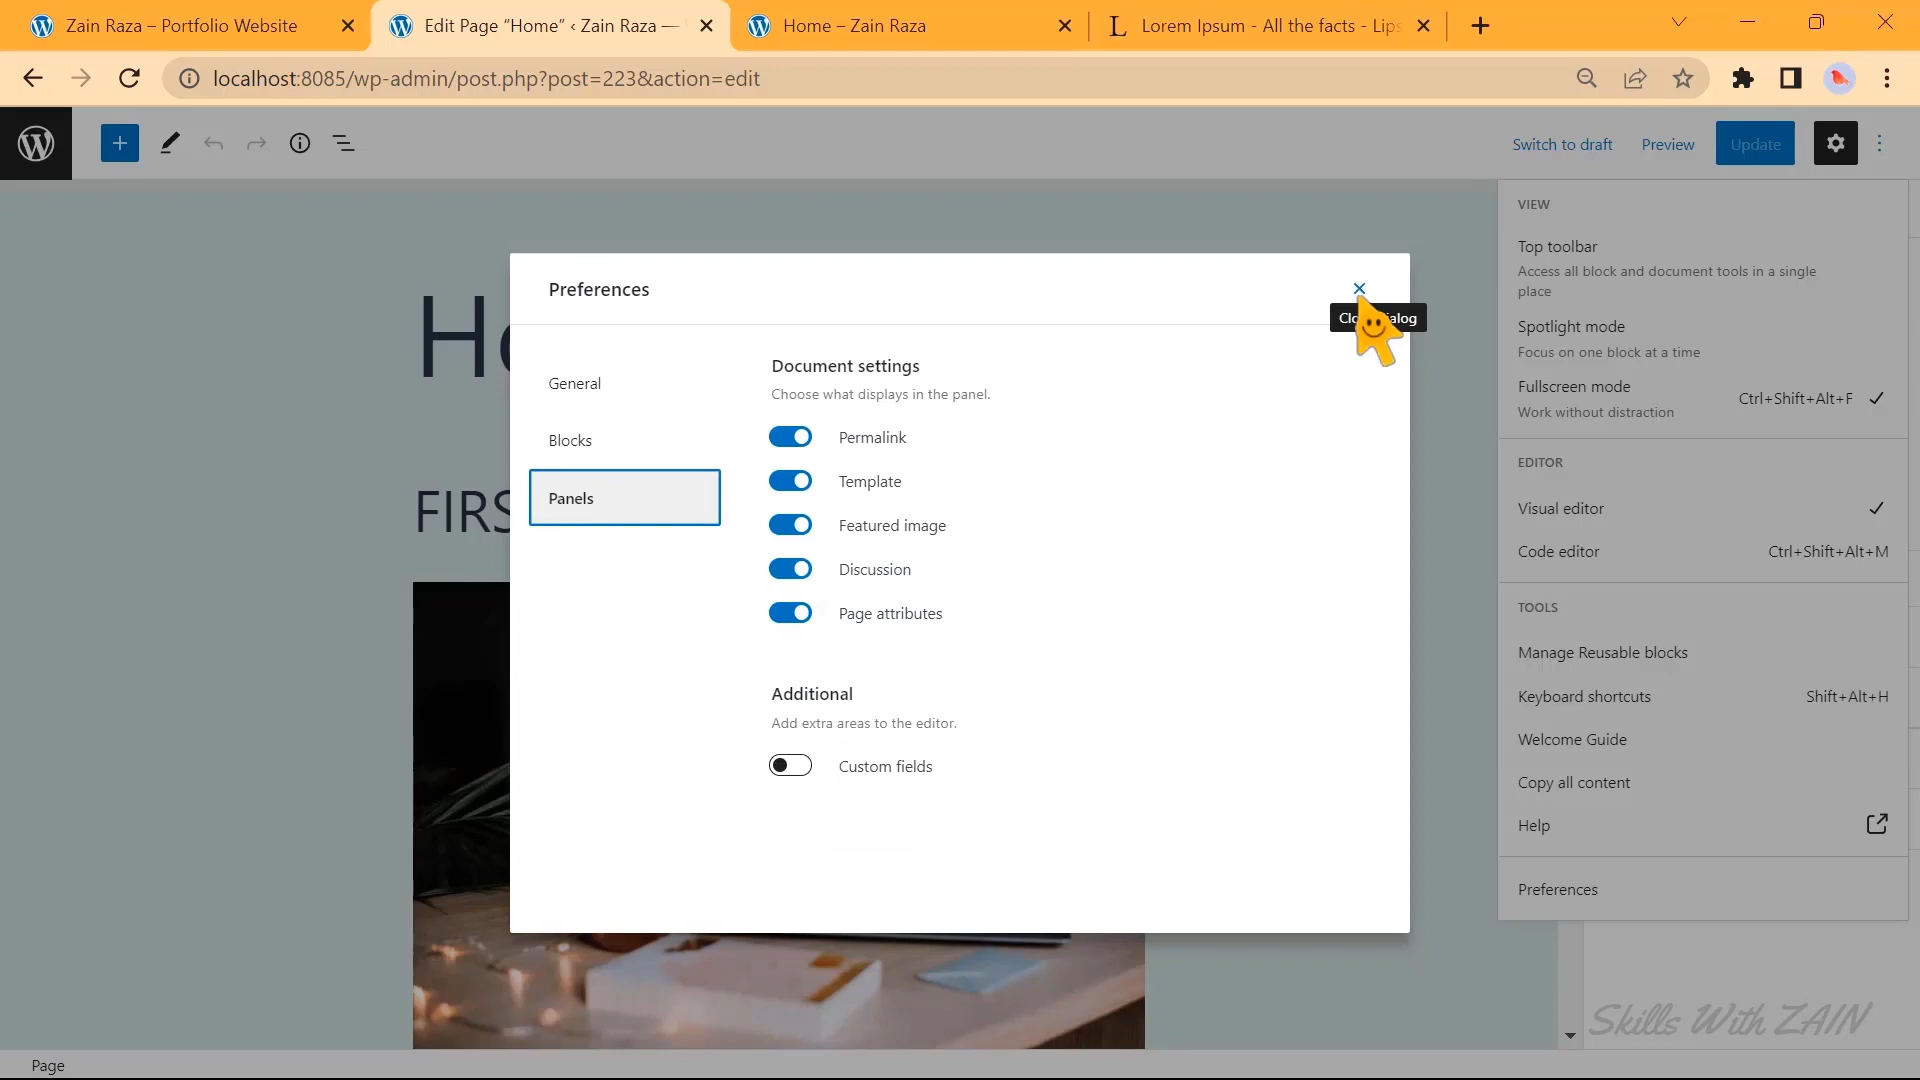 Zain Raza – Portfolio Website
Edit Page “Home” ‹ Zain Raza —
Home – Zain Raza
Lorem Ipsum - All the facts - Lips
localhost:8085/wp-admin/post.php?post=223&action=edit
Switch to draft
Preview
Update
Preferences
General
Blocks
Panels
Document settings
Choose what displays in the panel.
Permalink
Template
Featured image
Discussion
Page attributes
Additional
Add extra areas to the editor.
Custom fields
VIEW
Top toolbar
Access all block and document tools in a single
place
Spotlight mode
Focus on one block at a time
Fullscreen mode
Ctrl+Shift+Alt+F
Work without distraction
EDITOR
Visual editor
Code editor
Ctrl+Shift+Alt+M
TOOLS
Manage Reusable blocks
Keyboard shortcuts
Shift+Alt+H
Welcome Guide
Copy all content
Help
Preferences
Skills With ZAIN
Page